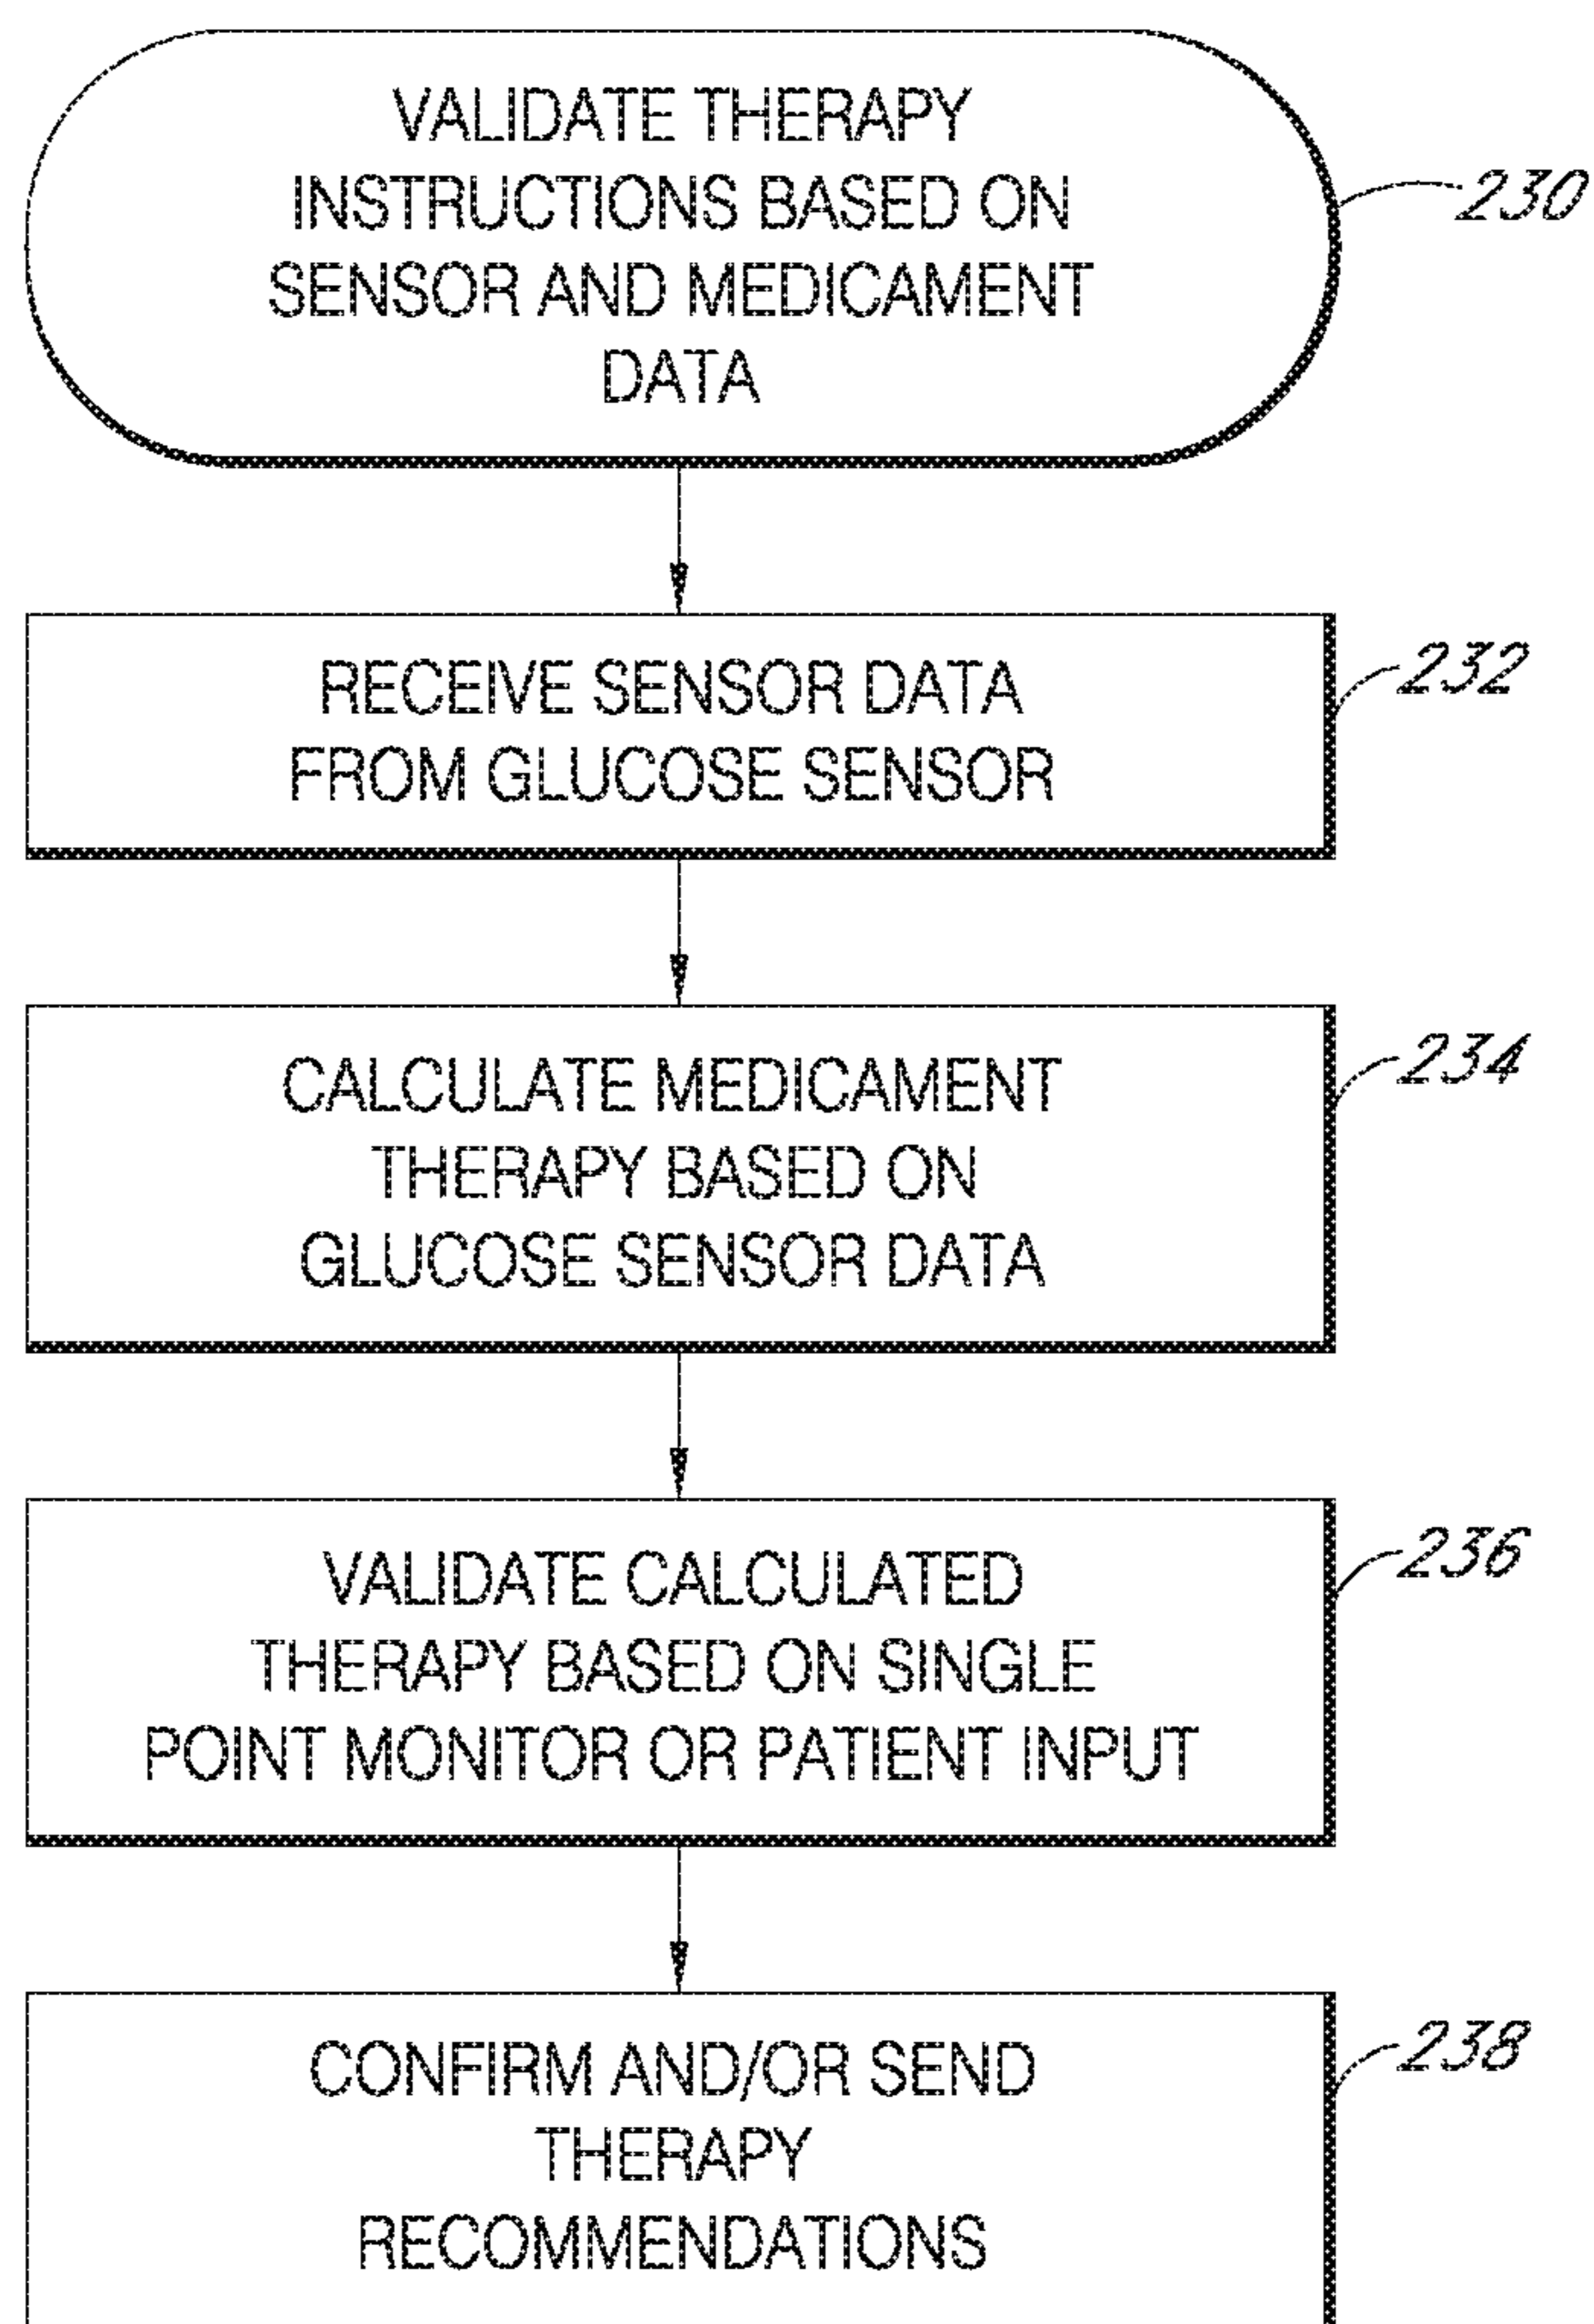 VALIDATE THERAPY
INSTRUCTIONS BASED ON
SENSOR AND MEDICAMENT
DATA
230
RECEIVE SENSOR DATA
FROM GLUCOSE SENSOR
232
CALCULATE MEDICAMENT
THERAPY BASED ON
GLUCOSE SENSOR DATA
234
VALIDATE CALCULATED
THERAPY BASED ON SINGLE
POINT MONITOR OR PATIENT INPUT
236
CONFIRM AND/OR SEND
THERAPY
RECOMMENDATIONS
238